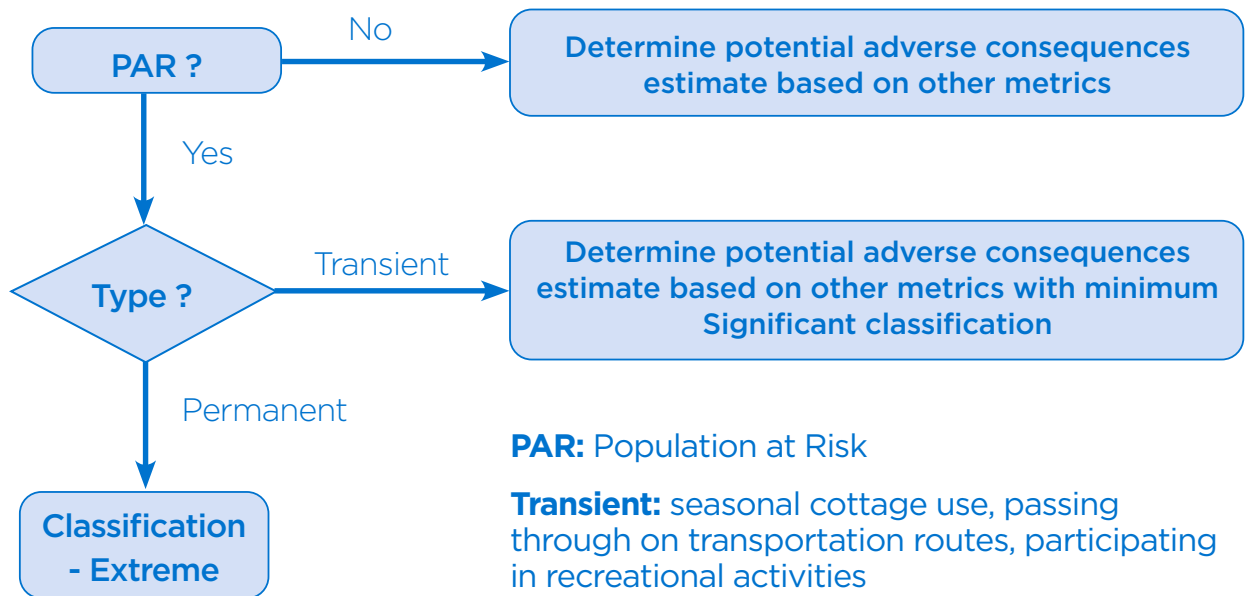 PAR ?
No
Determine potential adverse consequences
estimate based on other metrics
Yes
Type ?
Transient
Determine potential adverse consequences
estimate based on other metrics with minimum
Significant classification
Permanent
Classification
- Extreme
PAR: Population at Risk
Transient: seasonal cottage use, passing
through on transportation routes, participating
in recreational activities